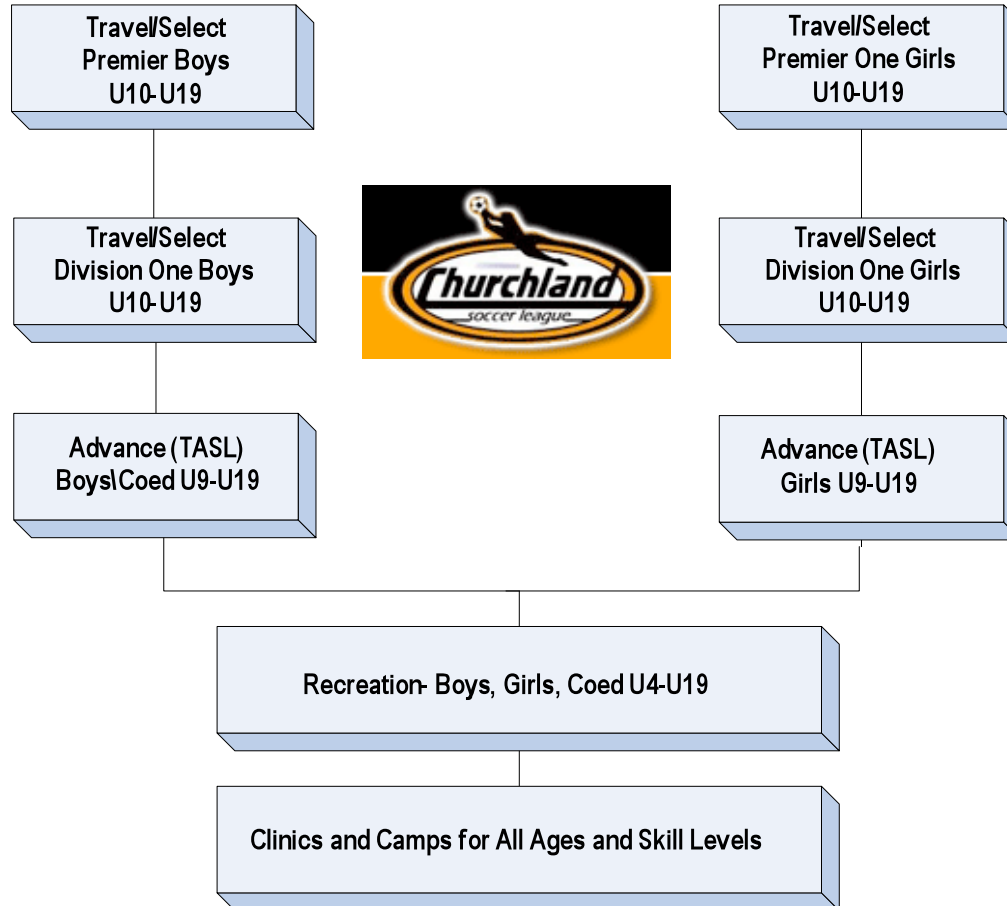 Travel/Select
Premier Boys
U10-U19
Travel/Select
Premier One Girls
U10-U19
Churchland
soccer league
Travel/Select
Division One Boys
U10-U19
Travel/Select
Division One Girls
U10-U19
Advance (TASL)
Boys\Coed U9-U19
Advance (TASL)
Girls U9-U19
Recreation- Boys, Girls, Coed U4-U19
Clinics and Camps for All Ages and Skill Levels